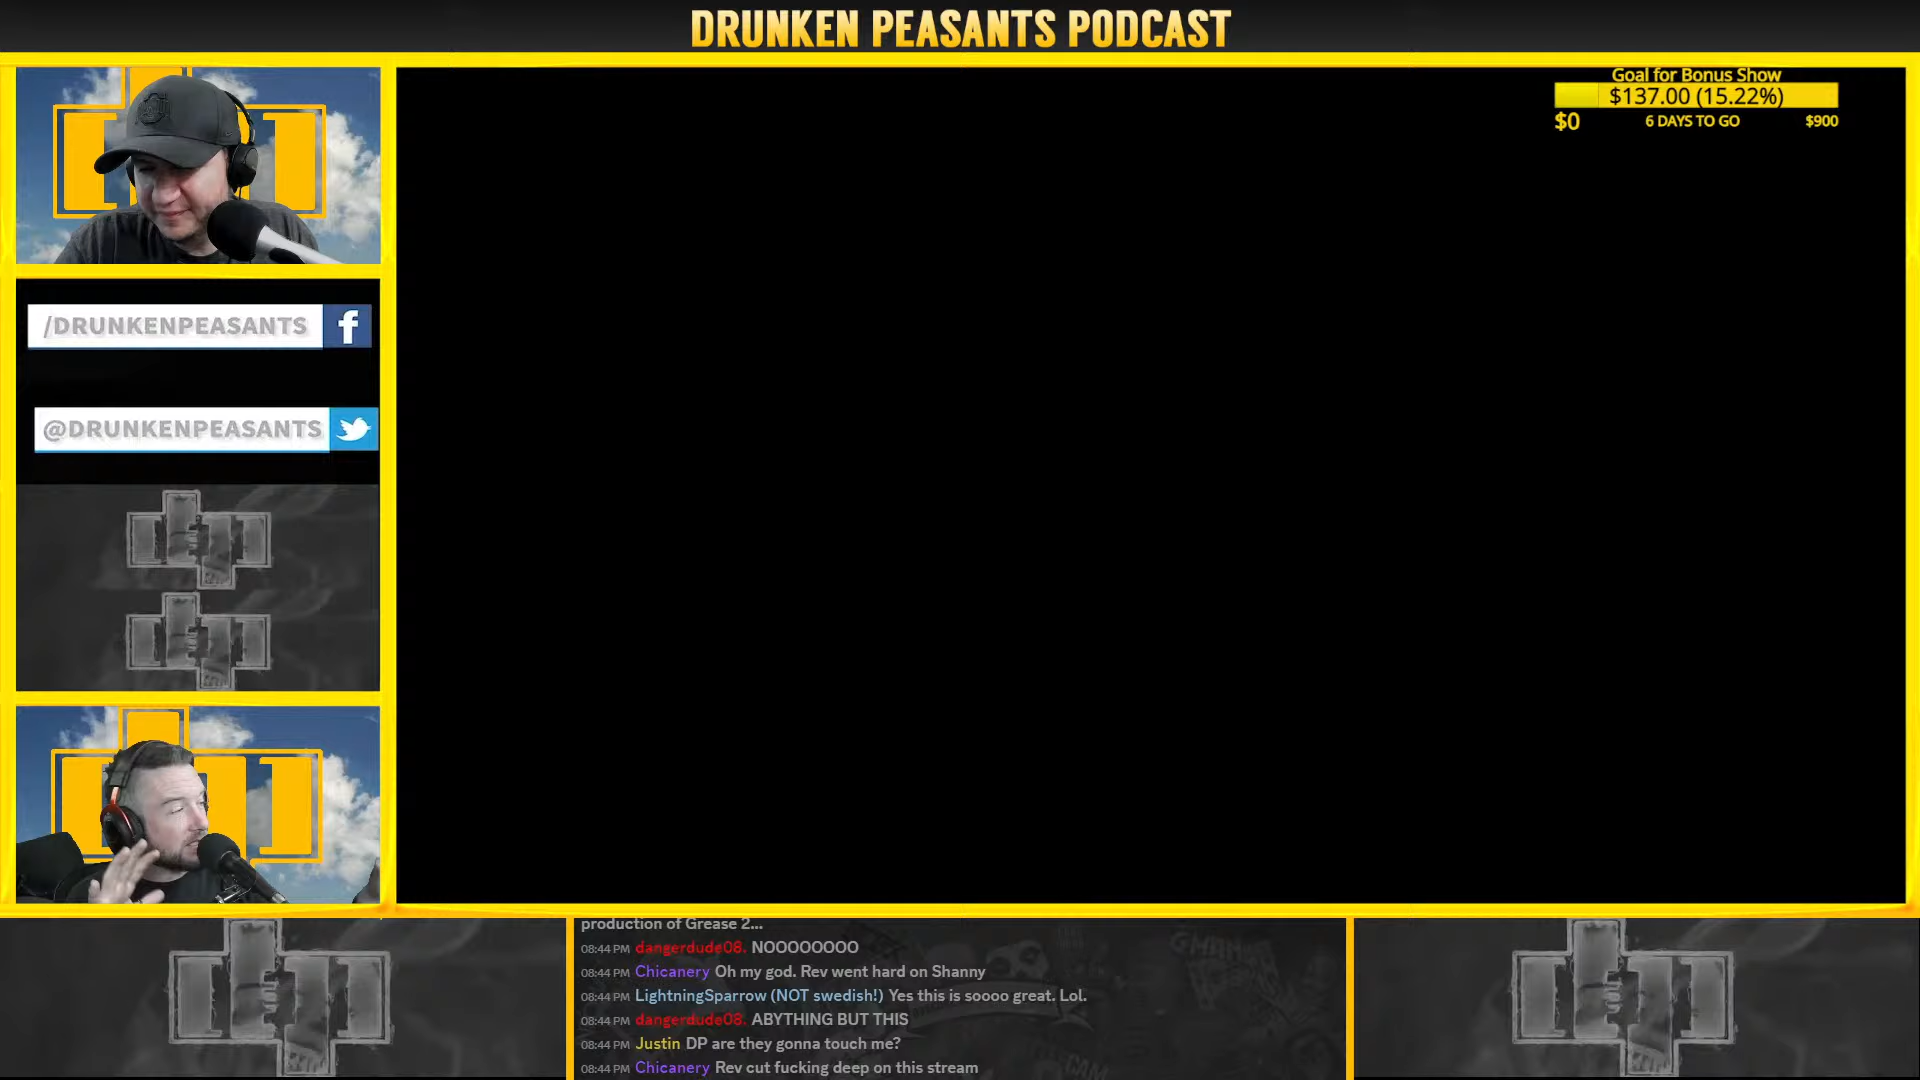 DRUNKEN PEASANTS PODCAST
Goal for Bonus Show
$137.00 (15.22%)
$0 6 DAYS TO GO $900
/DRUNKENPEASANTS f
@DRUNKENPEASANTS
production of Grease 2...
08:44 PM dangerdude08. NOOOOOOOO
08:44 PM Chicanery Oh my god. Rev went hard on Shanny
08:44 PM LightningSparrow (NOT swedish!) Yes this is soooo great. Lol.
08:44 PM dangerdude08. ABYTHING BUT THIS
08:44 PM Justin DP are they gonna touch me?
08:44 PM Chicanery Rev cut fucking deep on this stream